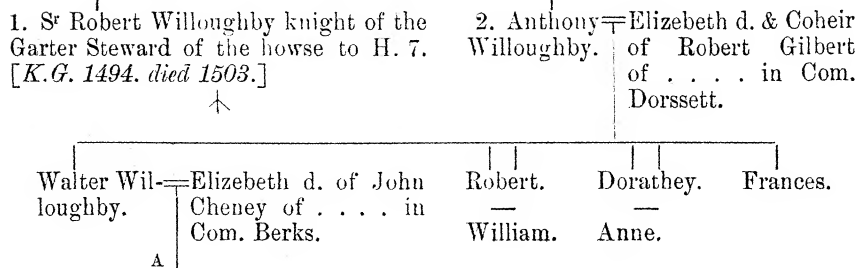 1. Sr Robert Willoughby knight of the
Garter Steward of the howse to H. 7.
[K.G. 1494. died 1503.]
2. Anthony
Willoughby.
Elizebeth d. & Coheir
of Robert Gilbert
of . . . . in Com.
Dorssett.
Walter Wil-
loughby.
Elizebeth d. of John
Cheney of . . . . in
Com. Berks.
Robert.
—
William.
Dorathey.
—
Anne.
Frances.
A